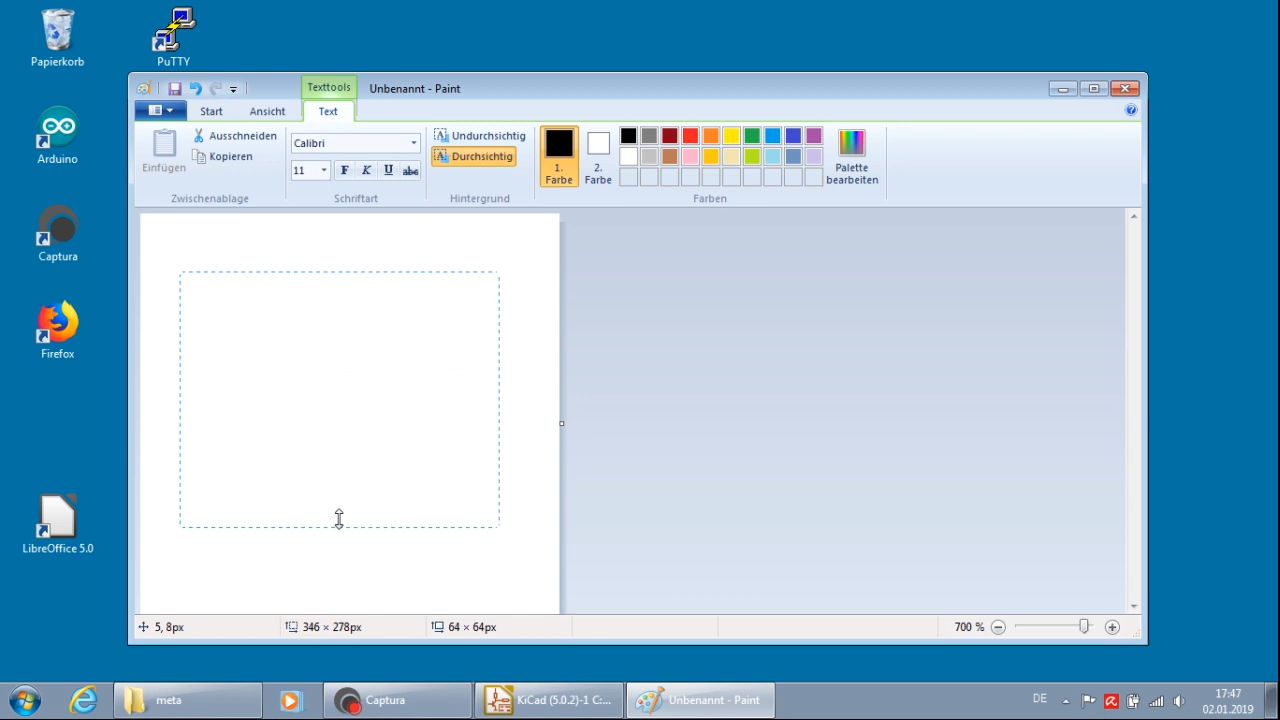 Papierkorb
PuTTY
Arduino
Captura
Firefox
LibreOffice 5.0
Texttools
Unbenannt - Paint
Start
Ansicht
Text
Einfügen
Ausschneiden
Kopieren
Zwischenablage
Calibri
11
F K U abc
Schriftart
Undurchsichtig
Durchsichtig
Hintergrund
1.
Farbe
2.
Farbe
Palette
bearbeiten
Farben
5, 8px
346 × 278px
64 × 64px
700 %
meta
Captura
KiCad (5.0.2)-1 C:...
Unbenannt - Paint
DE
17:47
02.01.2019